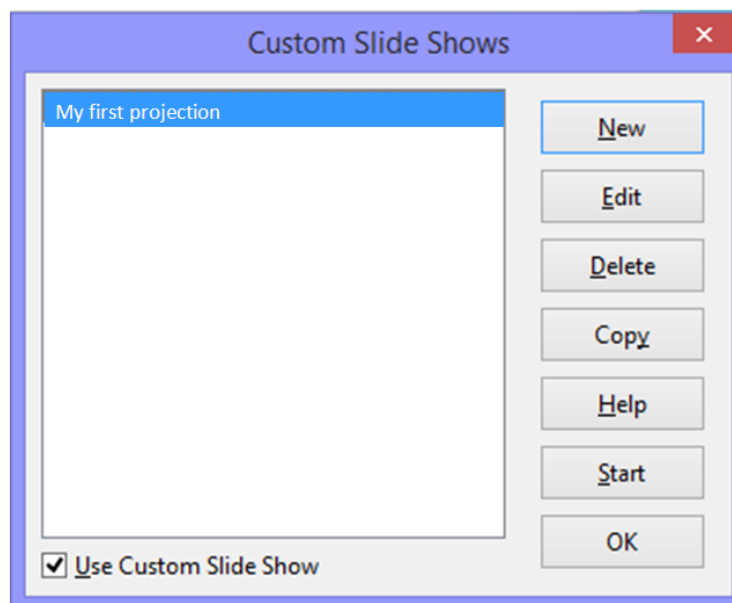 Custom Slide Shows
My first projection
New
Edit
Delete
Copy
Help
Start
OK
Use Custom Slide Show